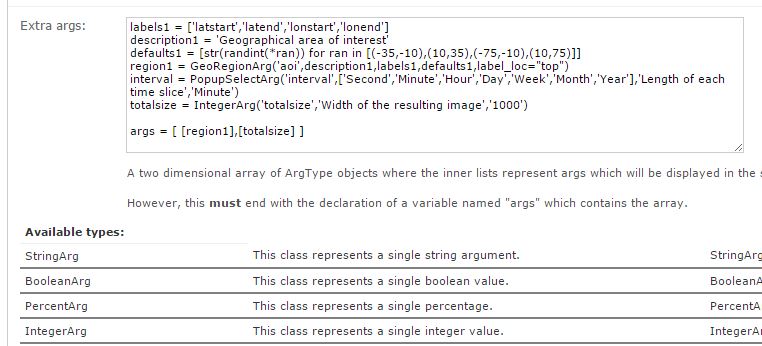 Extra args:
labels1 = ['latstart','latend','lonstart','lonend']
description1 = 'Geographical area of interest'
defaults1 = [str(randint(*ran)) for ran in [(-35,-10),(10,35),(-75,-10),(10,75)]]
region1 = GeoRegionArg('aoi',description1,labels1,defaults1,label_loc="top")
interval = PopupSelectArg('interval',['Second','Minute','Hour','Day','Week','Month','Year'],'Length of each
time slice','Minute')
totalsize = IntegerArg('totalsize','Width of the resulting image','1000')
args = [ [region1],[totalsize] ]
A two dimensional array of ArgType objects where the inner lists represent args which will be displayed in the s
However, this must end with the declaration of a variable named "args" which contains the array.
Available types:
StringArg This class represents a single string argument. StringArg
BooleanArg This class represents a single boolean value. BooleanA
PercentArg This class represents a single percentage. PercentA
IntegerArg This class represents a single integer value. IntegerAr